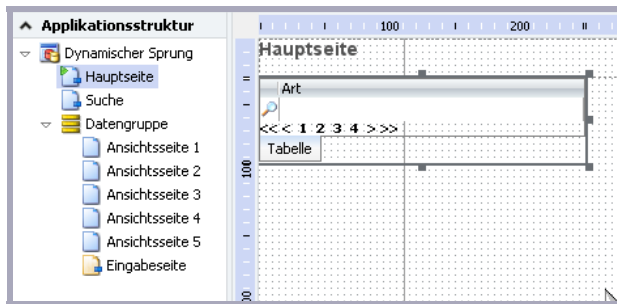 Applikationsstruktur
Dynamischer Sprung
Hauptseite
Suche
Datengruppe
Ansichtsseite 1
Ansichtsseite 2
Ansichtsseite 3
Ansichtsseite 4
Ansichtsseite 5
Eingabeseite
100
200
Hauptseite
Art
<< < 1 2 3 4 > >>
Tabelle
100